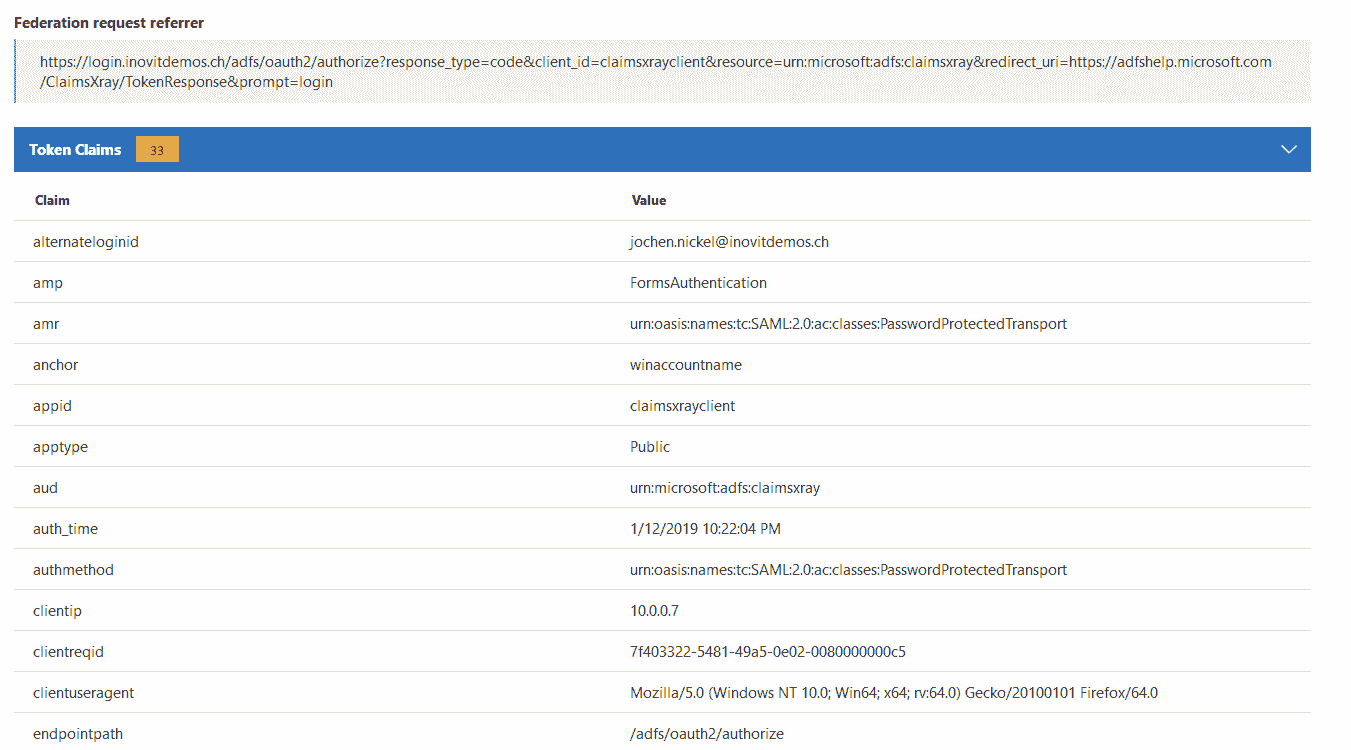 Federation request referrer
https://login.inovitdemos.ch/adfs/oauth2/authorize?response_type=code&client_id=claimsxrayclient&resource=urn:microsoft:adfs:claimsxray&redirect_uri=https://adfshelp.microsoft.com
/ClaimsXray/TokenResponse&prompt=login
Token Claims 33
Claim Value
alternateloginid jochen.nickel@inovitdemos.ch
amp FormsAuthentication
amr urn:oasis:names:tc:SAML:2.0:ac:classes:PasswordProtectedTransport
anchor winaccountname
appid claimsxrayclient
apptype Public
aud urn:microsoft:adfs:claimsxray
auth_time 1/12/2019 10:22:04 PM
authmethod urn:oasis:names:tc:SAML:2.0:ac:classes:PasswordProtectedTransport
clientip 10.0.0.7
clientreqid 7f403322-5481-49a5-0e02-0080000000c5
clientuseragent Mozilla/5.0 (Windows NT 10.0; Win64; x64; rv:64.0) Gecko/20100101 Firefox/64.0
endpointpath /adfs/oauth2/authorize